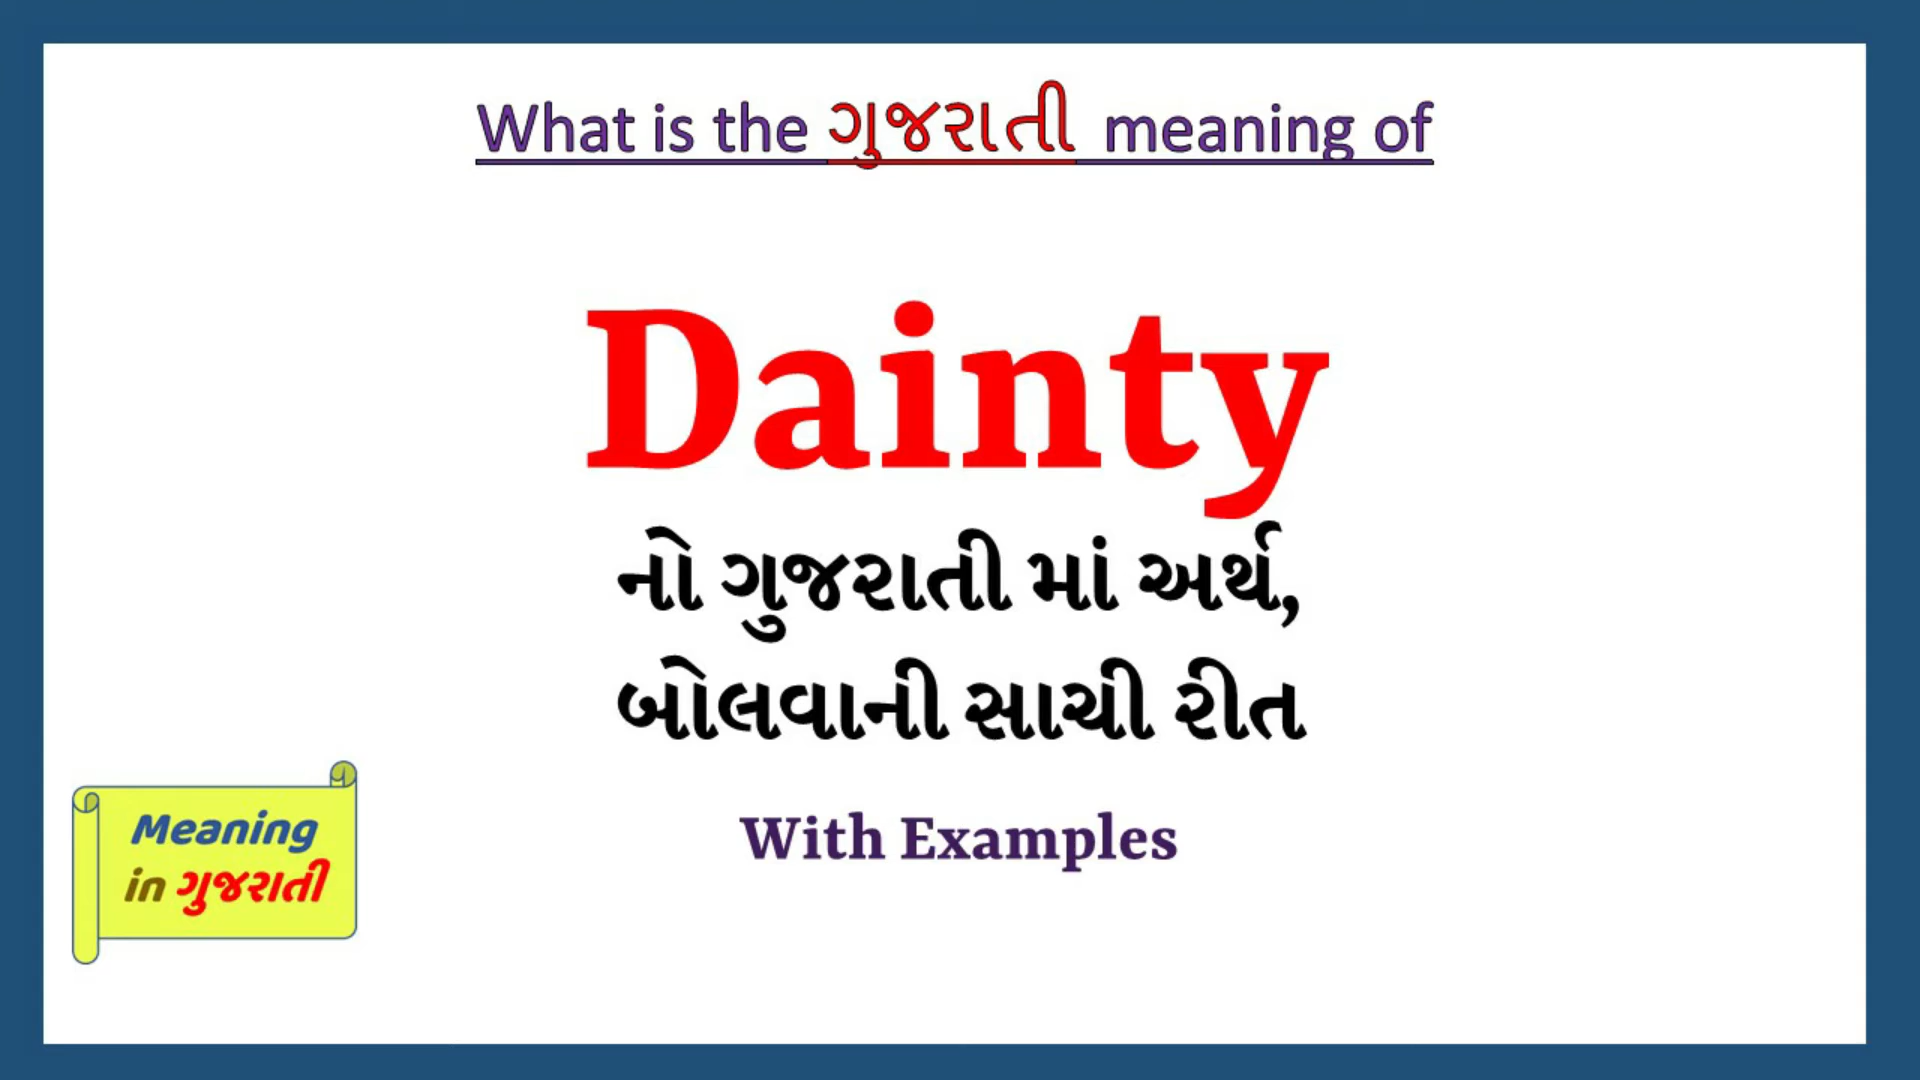 What is the ગુજરાતી meaning of
Dainty
નો ગુજરાતી માં અર્થ,
બોલવાની સાચી રીત
With Examples
Meaning
in ગુજરાતી